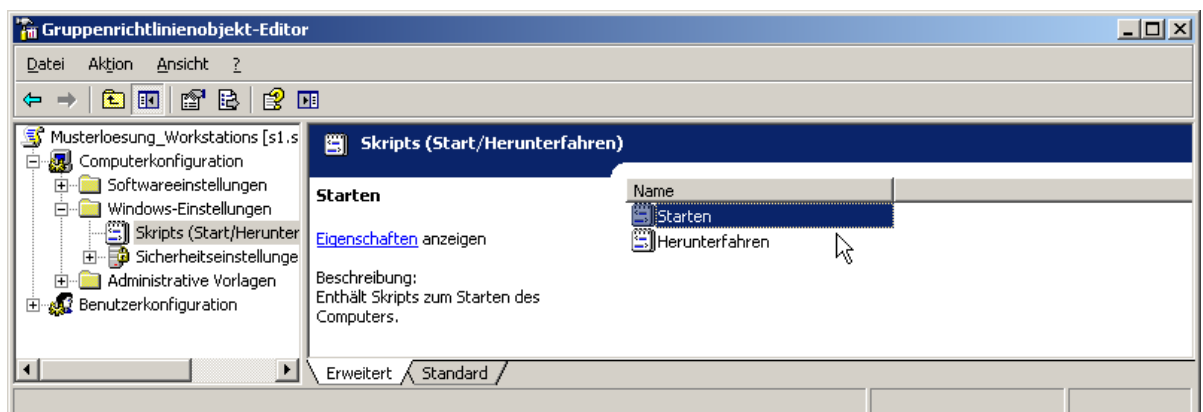 Gruppenrichtlinienobjekt-Editor
Datei Aktion Ansicht ?
Musterloesung_Workstations [s1.s
Computerkonfiguration
Softwareeinstellungen
Windows-Einstellungen
Skripts (Start/Herunter
Sicherheitseinstellunge
Administrative Vorlagen
Benutzerkonfiguration
Skripts (Start/Herunterfahren)
Starten
Eigenschaften anzeigen
Beschreibung:
Enthält Skripts zum Starten des
Computers.
Name
Starten
Herunterfahren
Erweitert Standard